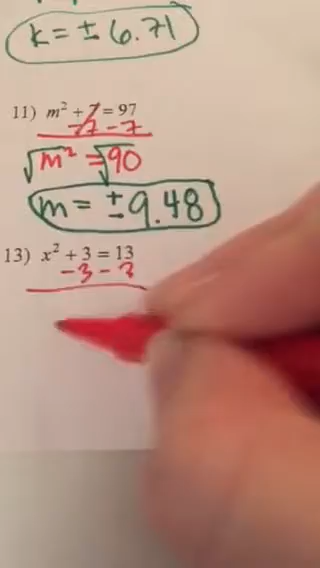 k = ± 6.71
11) m² + 7 = 97
-7 - 7
√m² = √90
m = ± 9.48
13) x² + 3 = 13
-3 - 3